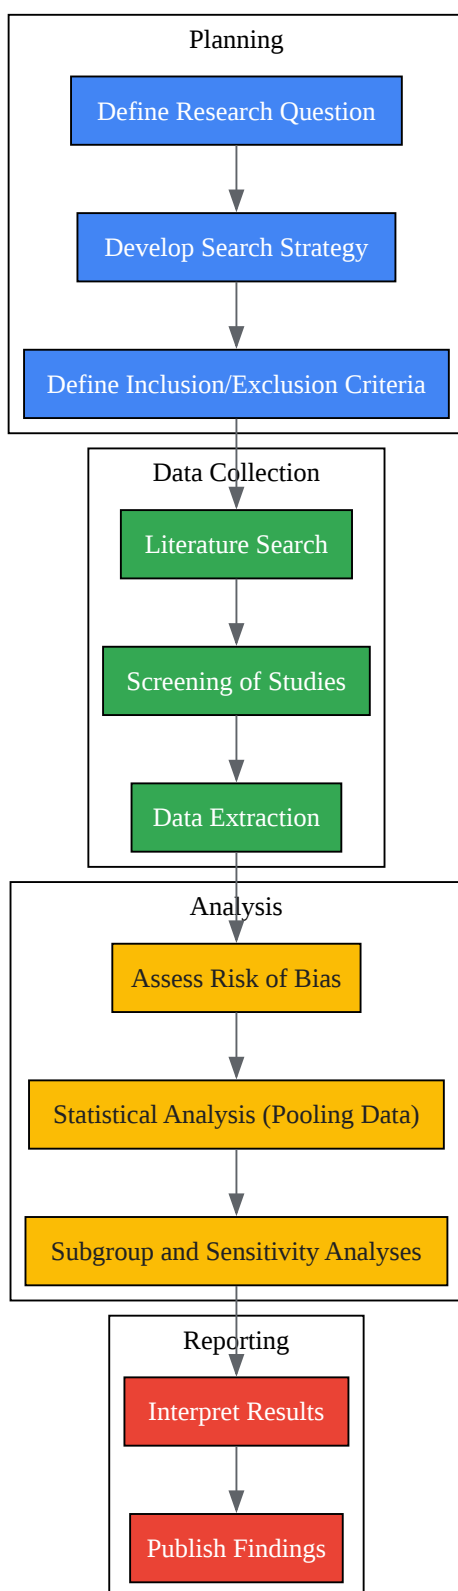 Planning
Define Research Question
Develop Search Strategy
Define Inclusion/Exclusion Criteria
Data Collection
Literature Search
Screening of Studies
Data Extraction
Analysis
Assess Risk of Bias
Statistical Analysis (Pooling Data)
Subgroup and Sensitivity Analyses
Reporting
Interpret Results
Publish Findings